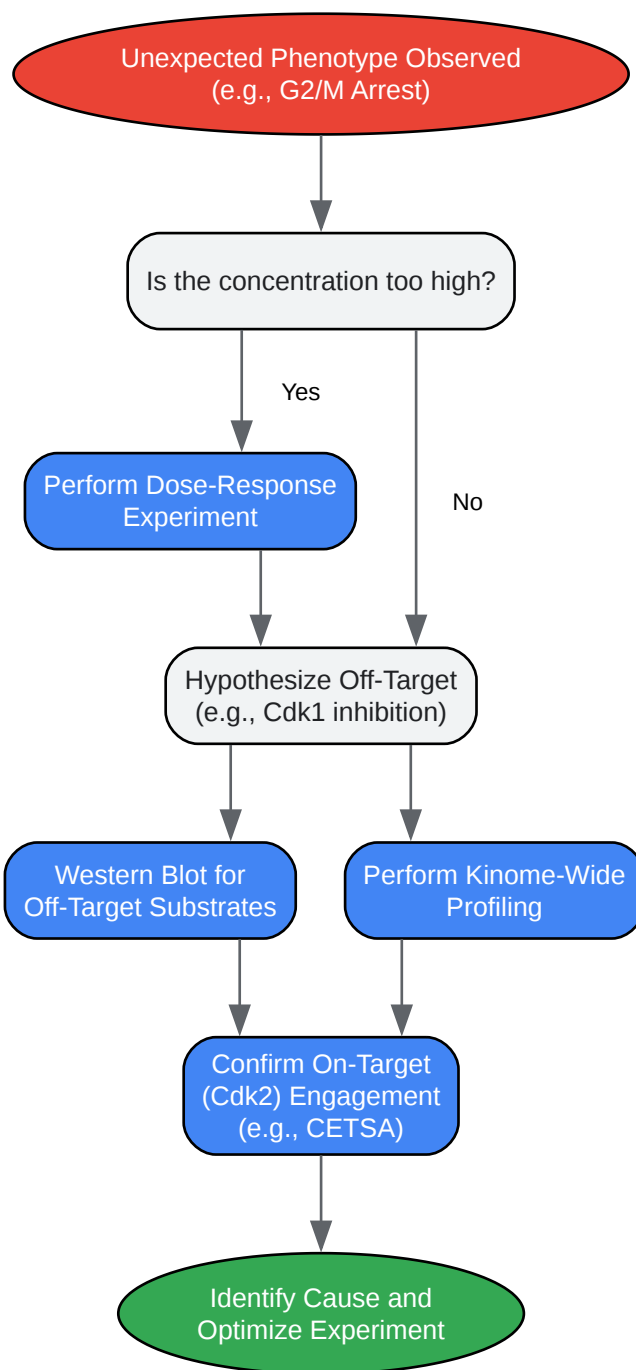 Unexpected Phenotype Observed
(e.g., G2/M Arrest)
Is the concentration too high?
Yes
Perform Dose-Response
Experiment
No
Hypothesize Off-Target
(e.g., Cdk1 inhibition)
Western Blot for
Off-Target Substrates
Perform Kinome-Wide
Profiling
Confirm On-Target
(Cdk2) Engagement
(e.g., CETSA)
Identify Cause and
Optimize Experiment